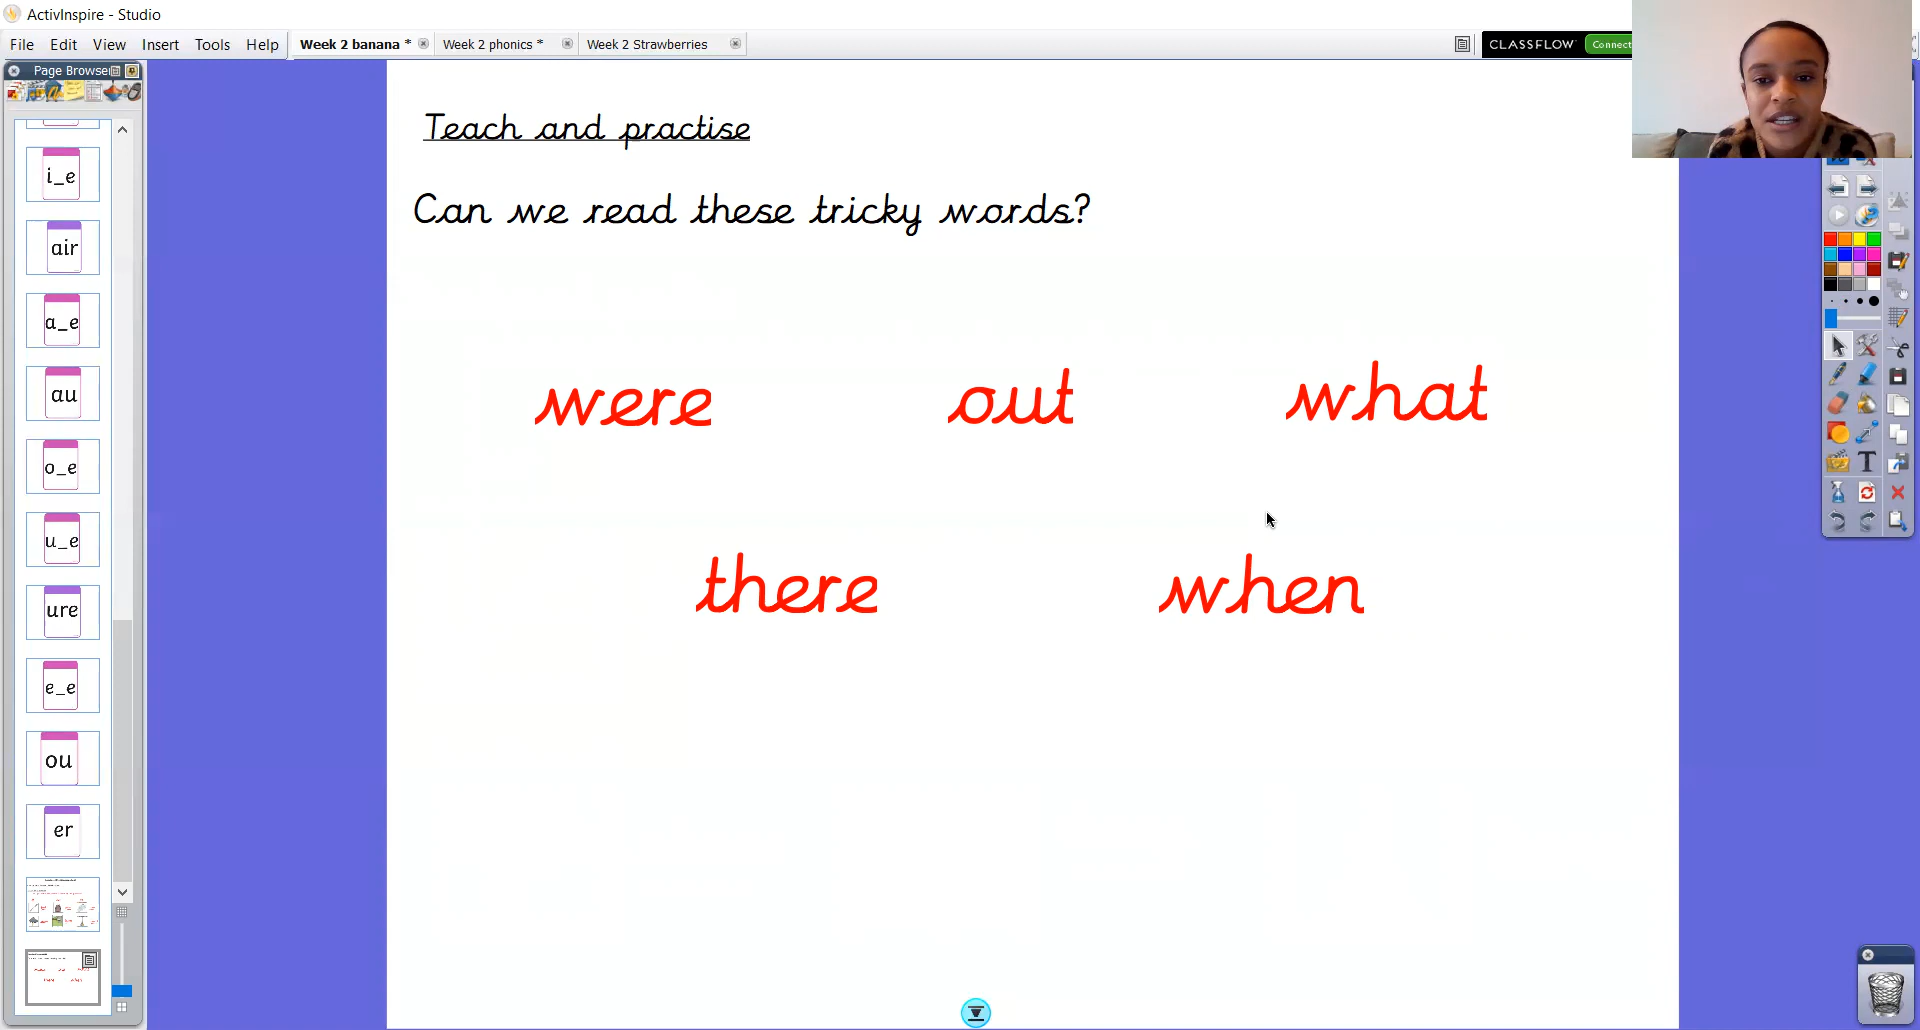 ActivInspire - Studio
File Edit View Insert Tools Help
Week 2 banana * Week 2 phonics * Week 2 Strawberries
CLASSFLOW Connect
Page Browser
i_e
air
a_e
au
o_e
u_e
ure
e_e
ou
er
Teach and practise
Can we read these tricky words?
were out what
there when